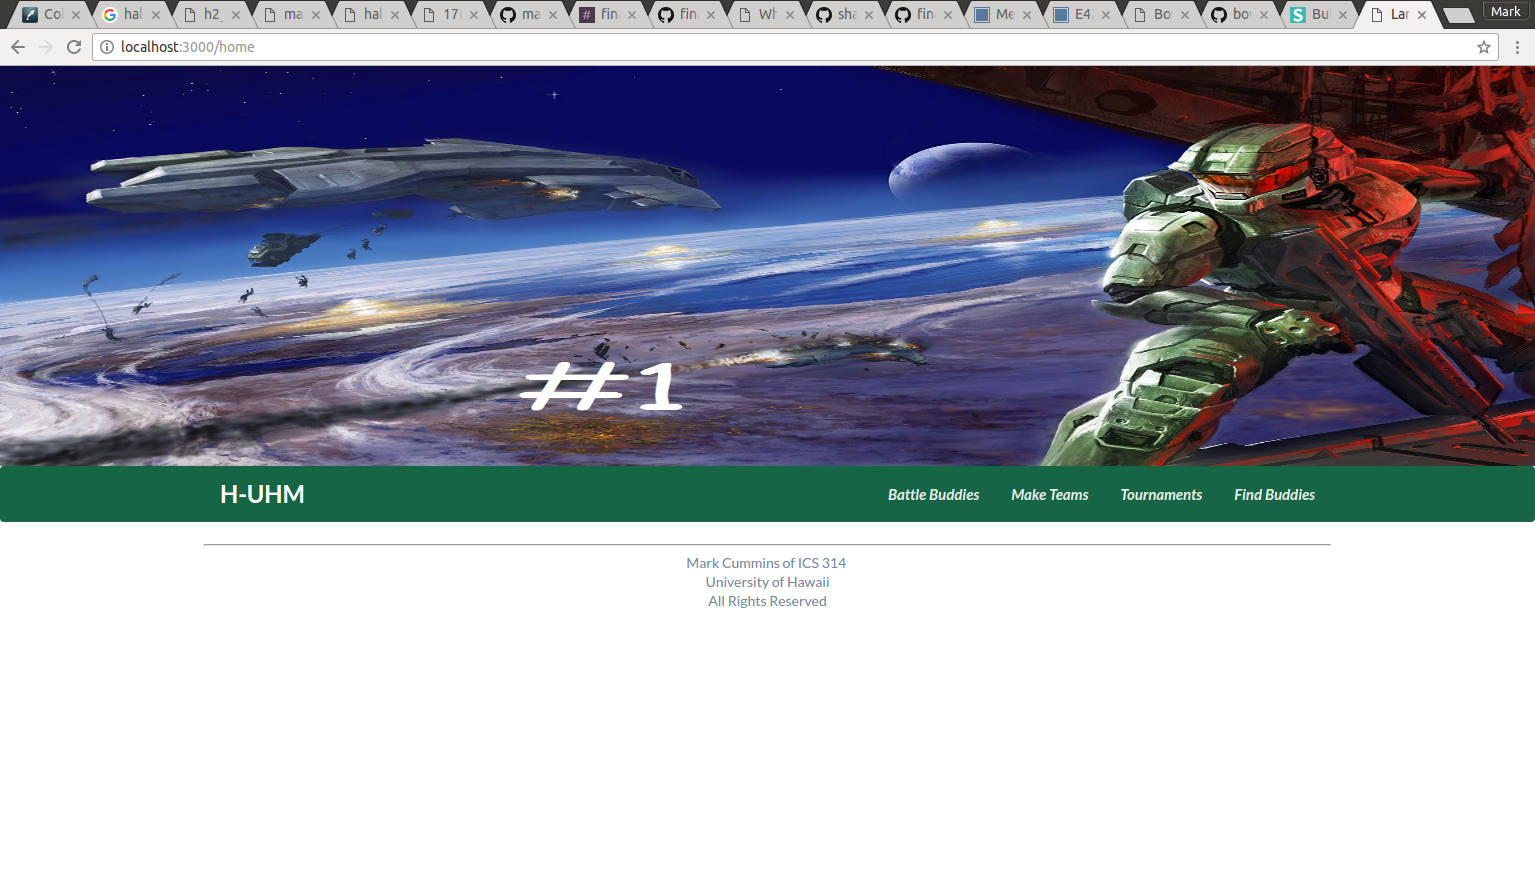 Col
hal
h2_
ma
hal
17
ma
fin
fin
Wh
sha
fin
Me
E4
Bo
bo
Bu
Lar
Mark
localhost:3000/home
#1
H-UHM
Battle Buddies
Make Teams
Tournaments
Find Buddies
Mark Cummins of ICS 314
University of Hawaii
All Rights Reserved